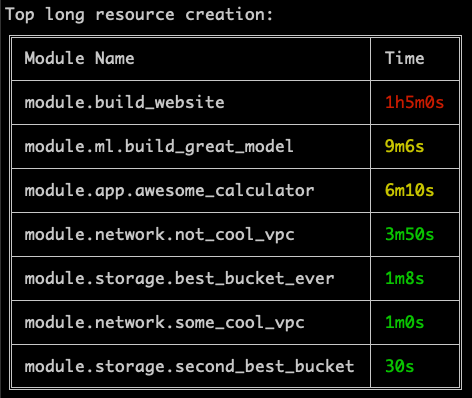 Top long resource creation:
Module Name Time
module.build_website 1h5m0s
module.ml.build_great_model 9m6s
module.app.awesome_calculator 6m10s
module.network.not_cool_vpc 3m50s
module.storage.best_bucket_ever 1m8s
module.network.some_cool_vpc 1m0s
module.storage.second_best_bucket 30s